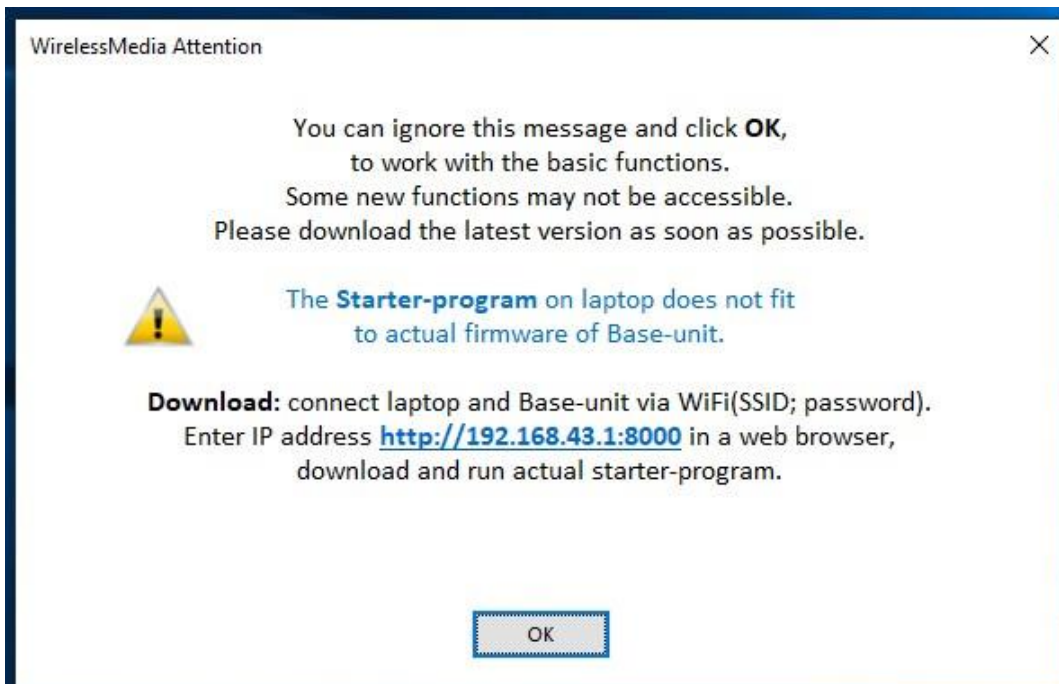 WirelessMedia Attention
You can ignore this message and click OK,
to work with the basic functions.
Some new functions may not be accessible.
Please download the latest version as soon as possible.
The Starter-program on laptop does not fit
to actual firmware of Base-unit.
Download: connect laptop and Base-unit via WiFi(SSID; password).
Enter IP address http://192.168.43.1:8000 in a web browser,
download and run actual starter-program.
OK